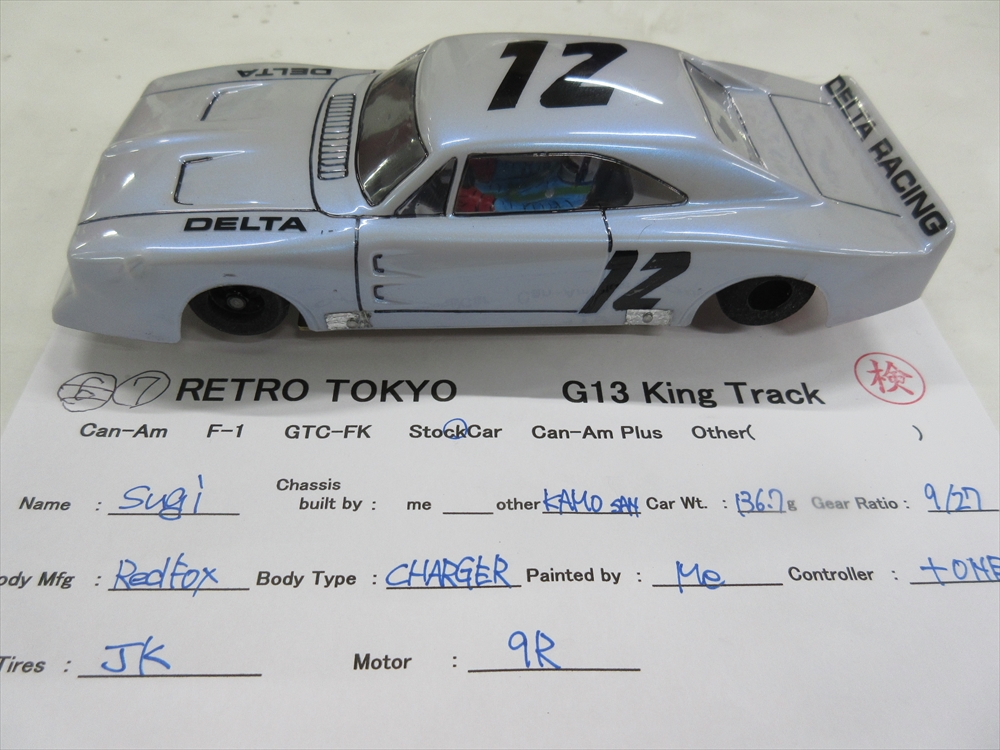 DELTA
12
DELTA RACING
DELTA
12
7 RETRO TOKYO G13 King Track 検
Can-Am F-1 GTC-FK StockCar Can-Am Plus Other( )
Name : sugi Chassis built by : me other KAMO SAN Car Wt. : 136.7g Gear Ratio : 9/27
ody Mfg : RedFox Body Type : CHARGER Painted by : Me Controller : +ONE
Tires : JK Motor : 9R